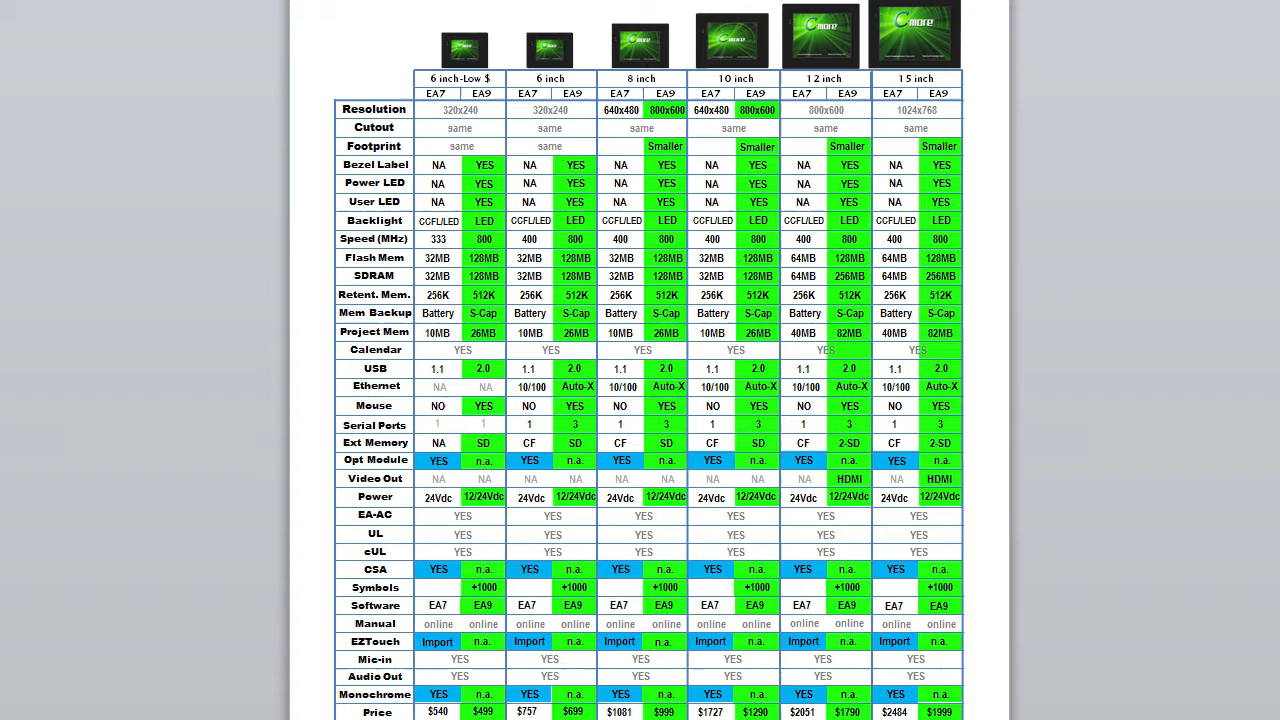 Cmore Cmore Cmore Cmore Cmore Cmore
6 inch-Low $ 6 inch 8 inch 10 inch 12 inch 15 inch
EA7 EA9 EA7 EA9 EA7 EA9 EA7 EA9 EA7 EA9 EA7 EA9
Resolution 320x240 320x240 640x480 800x600 640x480 800x600 800x600 1024x768
Cutout same same same same same same
Footprint same same Smaller Smaller Smaller Smaller
Bezel Label NA YES NA YES NA YES NA YES NA YES NA YES
Power LED NA YES NA YES NA YES NA YES NA YES NA YES
User LED NA YES NA YES NA YES NA YES NA YES NA YES
Backlight CCFL/LED LED CCFL/LED LED CCFL/LED LED CCFL/LED LED CCFL/LED LED CCFL/LED LED
Speed (MHz) 333 800 400 800 400 800 400 800 400 800 400 800
Flash Mem 32MB 128MB 32MB 128MB 32MB 128MB 32MB 128MB 64MB 128MB 64MB 128MB
SDRAM 32MB 128MB 32MB 128MB 32MB 128MB 32MB 128MB 64MB 256MB 64MB 256MB
Retent. Mem. 256K 512K 256K 512K 256K 512K 256K 512K 256K 512K 256K 512K
Mem Backup Battery S-Cap Battery S-Cap Battery S-Cap Battery S-Cap Battery S-Cap Battery S-Cap
Project Mem 10MB 26MB 10MB 26MB 10MB 26MB 10MB 26MB 40MB 82MB 40MB 82MB
Calendar YES YES YES YES YES YES
USB 1.1 2.0 1.1 2.0 1.1 2.0 1.1 2.0 1.1 2.0 1.1 2.0
Ethernet NA NA 10/100 Auto-X 10/100 Auto-X 10/100 Auto-X 10/100 Auto-X 10/100 Auto-X
Mouse NO YES NO YES NO YES NO YES NO YES NO YES
Serial Ports 1 1 1 3 1 3 1 3 1 3 1 3
Ext Memory NA SD CF SD CF SD CF SD CF 2-SD CF 2-SD
Opt Module YES n.a. YES n.a. YES n.a. YES n.a. YES n.a. YES n.a.
Video Out NA NA NA NA NA NA NA NA NA HDMI NA HDMI
Power 24Vdc 12/24Vdc 24Vdc 12/24Vdc 24Vdc 12/24Vdc 24Vdc 12/24Vdc 24Vdc 12/24Vdc 24Vdc 12/24Vdc
EA-AC YES YES YES YES YES YES
UL YES YES YES YES YES YES
cUL YES YES YES YES YES YES
CSA YES n.a. YES n.a. YES n.a. YES n.a. YES n.a. YES n.a.
Symbols +1000 +1000 +1000 +1000 +1000 +1000
Software EA7 EA9 EA7 EA9 EA7 EA9 EA7 EA9 EA7 EA9 EA7 EA9
Manual online online online online online online online online online online online online
EZTouch Import n.a. Import n.a. Import n.a. Import n.a. Import n.a. Import n.a.
Mic-in YES YES YES YES YES YES
Audio Out YES YES YES YES YES YES
Monochrome YES n.a. YES n.a. YES n.a. YES n.a. YES n.a. YES n.a.
Price $540 $499 $757 $699 $1081 $999 $1727 $1290 $2051 $1790 $2484 $1999